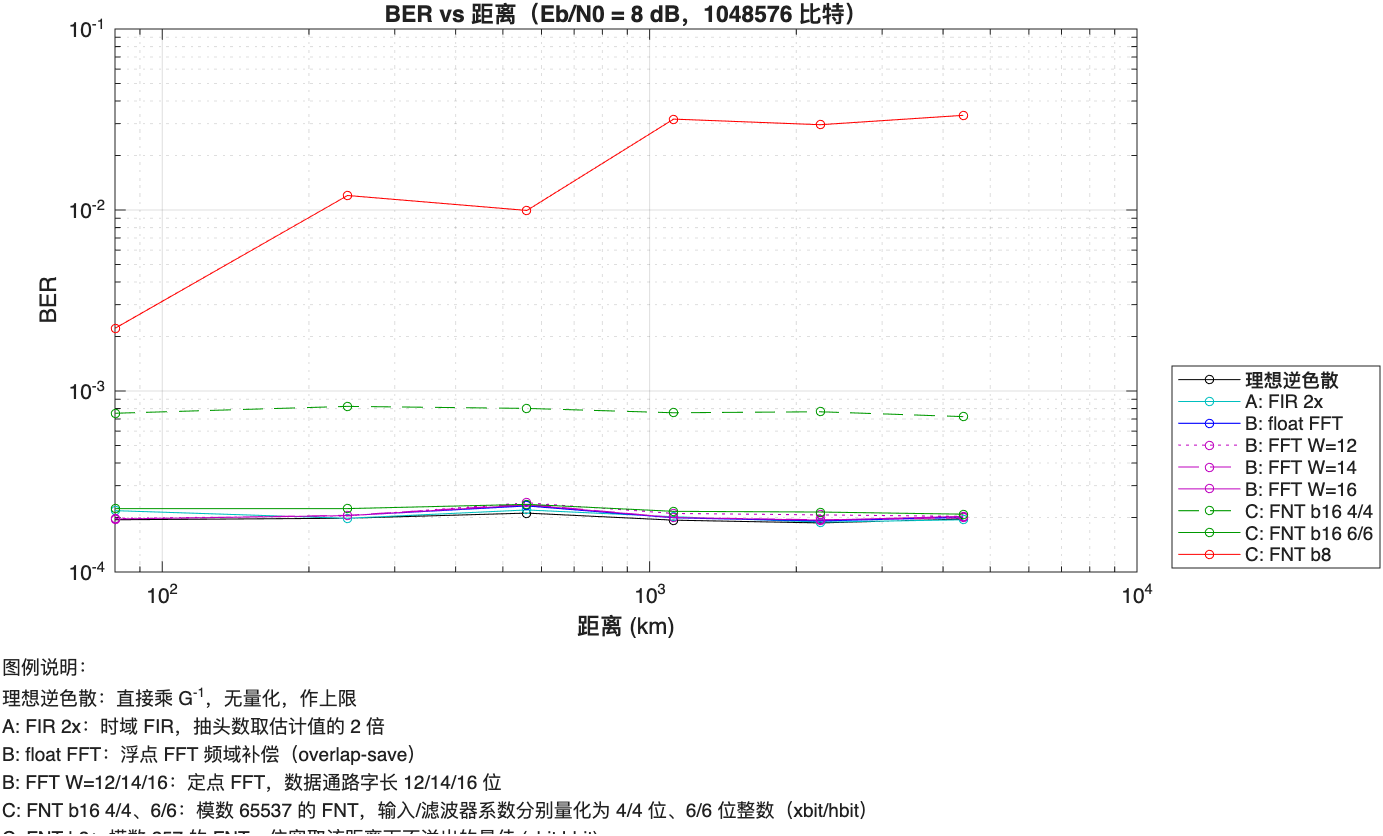 BER vs 距离（Eb/N0 = 8 dB，1048576 比特）
10-1
10-2
10-3
10-4
BER
10²
10³
10⁴
距离 (km)
理想逆色散
A: FIR 2x
B: float FFT
B: FFT W=12
B: FFT W=14
B: FFT W=16
C: FNT b16 4/4
C: FNT b16 6/6
C: FNT b8
图例说明：
理想逆色散：直接乘 G-1，无量化，作上限
A: FIR 2x：时域 FIR，抽头数取估计值的 2 倍
B: float FFT：浮点 FFT 频域补偿（overlap-save）
B: FFT W=12/14/16：定点 FFT，数据通路字长 12/14/16 位
C: FNT b16 4/4、6/6：模数 65537 的 FNT，输入/滤波器系数分别量化为 4/4 位、6/6 位整数（xbit/hbit）